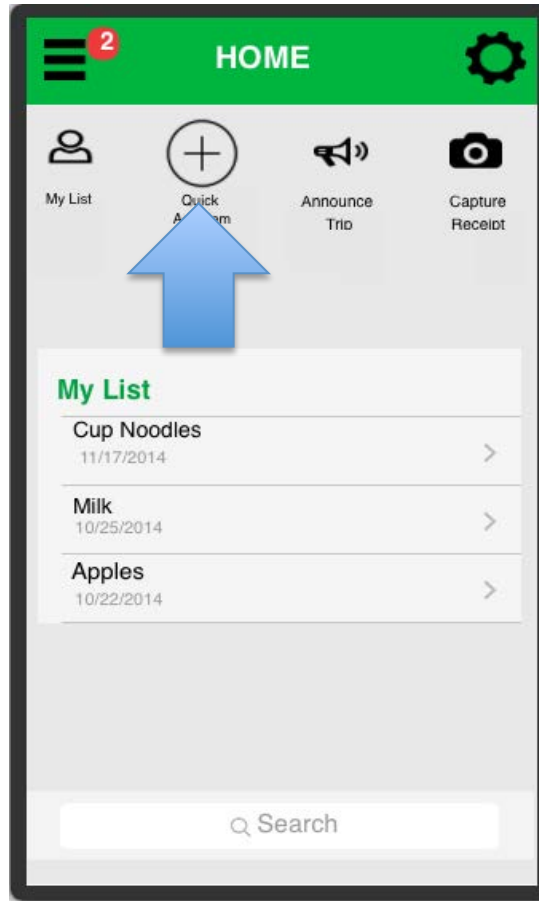 2
HOME
My List
Quick
Announce
Trip
Capture
Receipt
My List
Cup Noodles
11/17/2014
Milk
10/25/2014
Apples
10/22/2014
Search